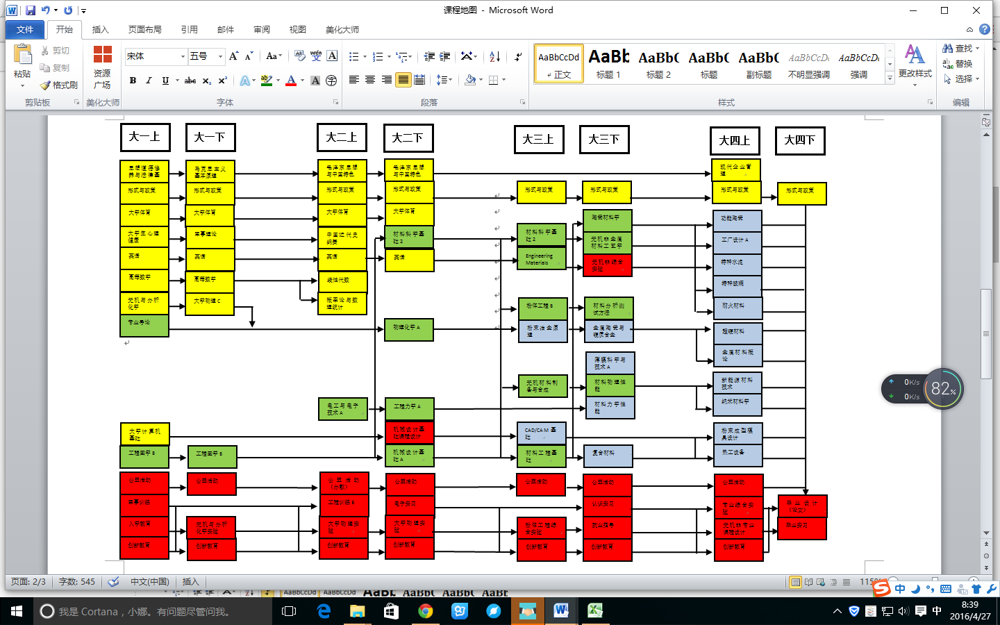 课程地图 - Microsoft Word
文件 开始 插入 页面布局 引用 邮件 审阅 视图 美化大师
粘贴 剪切 复制 格式刷 剪贴板
资源广场 美化大师
宋体 五号 字体
段落
AaBbCcDd 正文
AaBb 标题 1
AaBbC 标题 2
AaBbC 标题
AaBbC 副标题
AaBbCcDc 不明显强调
AaBbCcDc 强调
更改样式 样式
查找 替换 选择 编辑
大一上 大一下 大二上 大二下 大三上 大三下 大四上 大四下
思想道德修养与法律基 马克思主义基本原理 毛泽东思想与中国特色 毛泽东思想与中国特色 现代企业管理
形式与政策 形式与政策 形式与政策 形式与政策 形式与政策 形式与政策 形式与政策 形式与政策
大学体育 大学体育 大学体育 大学体育 陶瓷材料学 功能陶瓷
大学生心理健康 军事理论 中国近代史纲要 材料科学基础2 材料科学基础2 无机非金属材料工艺学 工厂设计A
英语 英语 英语 英语 Engineering Materials 无机非综合实验 特种水泥
高等数学 高等数学 线性代数 特种玻璃
无机与分析化学 大学物理C 概率论与数理统计 粉体工程B 材料分析测试方法 耐火材料
专业导论 物理化学A 粉末冶金原理 金属陶瓷与硬质合金 超硬材料
金属材料概论
薄膜科学与技术A
无机材料制备与合成 材料物理性能 新能源材料技术
电工与电子技术A 工程力学A 材料力学性能 纳米材料学
大学计算机基础 机械设计基础课程设计 CAD/CAM基础 粉末成型模具设计
工程图学B 工程图学B 机械设计基础A 材料工程基础 复合材料 热工设备
公益活动 公益活动 公益活动（分散） 公益活动 公益活动 公益活动 公益活动
军事训练 工程训练 电子实习 认识实习 专业综合实验 毕业设计（论文）
入学教育 无机与分析化学实验 大学物理实验 大学物理实验 粉体工程综合实验 就业指导 无机非专业课程设计 毕业实习
创新教育 创新教育 创新教育 创新教育 创新教育 创新教育 创新教育
0K/s
0K/s
82%
页面: 2/3 字数: 545 中文(中国) 插入 115%
我是 Cortana，小娜。有问题尽管问我。
中
中
8:39
2016/4/27